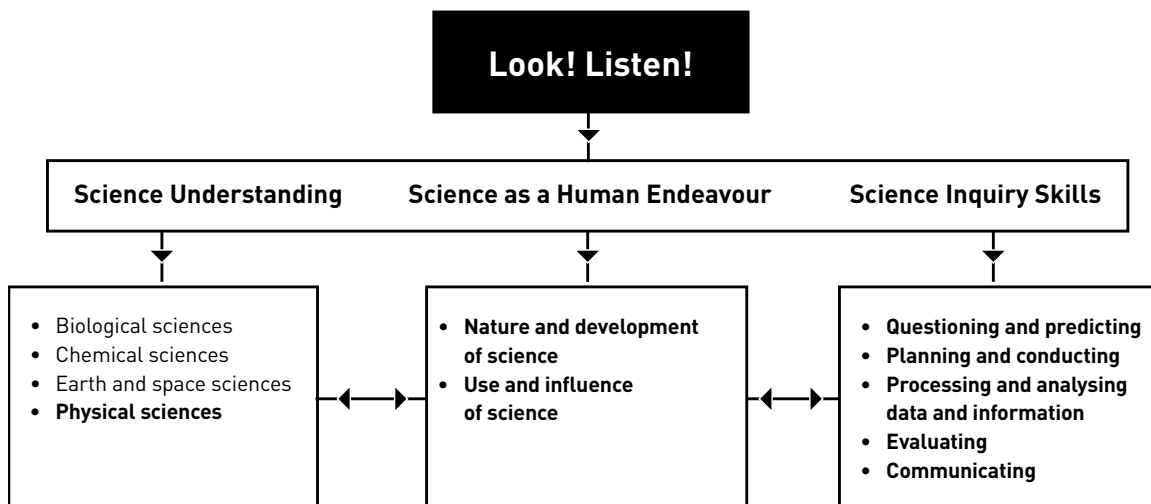 Look! Listen!
Science Understanding
Science as a Human Endeavour
Science Inquiry Skills
• Biological sciences
• Chemical sciences
• Earth and space sciences
• Physical sciences
• Nature and development
of science
• Use and influence
of science
• Questioning and predicting
• Planning and conducting
• Processing and analysing
data and information
• Evaluating
• Communicating